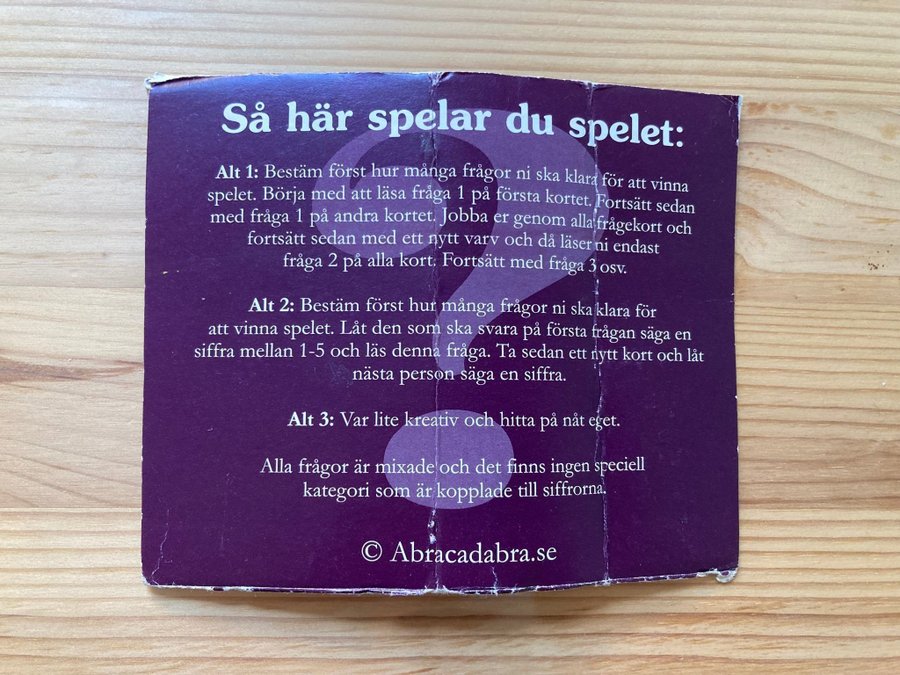 Så här spelar du spelet:
Alt 1: Bestäm först hur många frågor ni ska klara för att vinna
spelet. Börja med att läsa fråga 1 på första kortet. Fortsätt sedan
med fråga 1 på andra kortet. Jobba er genom alla frågekort och
fortsätt sedan med ett nytt varv och då läser ni endast
fråga 2 på alla kort. Fortsätt med fråga 3 osv.
Alt 2: Bestäm först hur många frågor ni ska klara för
att vinna spelet. Låt den som ska svara på första frågan säga en
siffra mellan 1-5 och läs denna fråga. Ta sedan ett nytt kort och låt
nästa person säga en siffra.
Alt 3: Var lite kreativ och hitta på nåt eget.
Alla frågor är mixade och det finns ingen speciell
kategori som är kopplade till siffrorna.
© Abracadabra.se